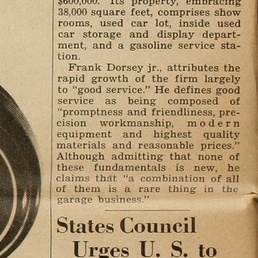 $600,000. Its property, embracing
38,000 square feet, comprises show
rooms, used car lot, inside used
car storage and display depart-
ment, and a gasoline service sta-
tion.
Frank Dorsey jr., attributes the
rapid growth of the firm largely
to "good service." He defines good
service as being composed of
"promptness and friendliness, pre-
cision workmanship, modern
equipment and highest quality
materials and reasonable prices."
Although admitting that none of
these fundamentals is new, he
claims that "a combination of all
of them is a rare thing in the
garage business."
States Council
Urges U. S. to